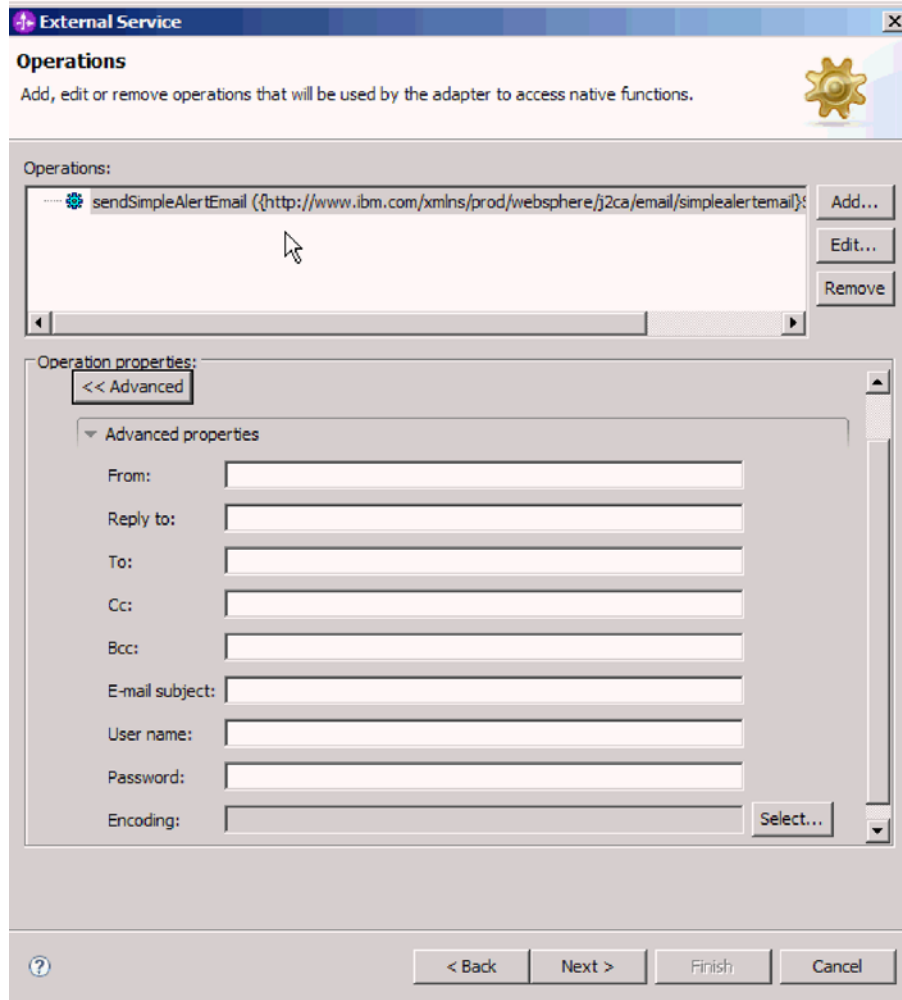 External Service
Operations
Add, edit or remove operations that will be used by the adapter to access native functions.
Operations:
sendSimpleAlertEmail ({http://www.ibm.com/xmlns/prod/websphere/j2ca/email/simplealertemail}
Add...
Edit...
Remove
Operation properties:
<< Advanced
Advanced properties
From:
Reply to:
To:
Cc:
Bcc:
E-mail subject:
User name:
Password:
Encoding:
Select...
?
< Back
Next >
Finish
Cancel